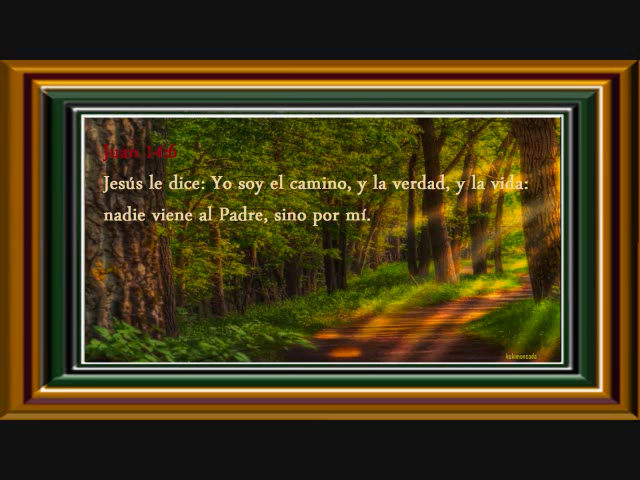 Juan 14:6
Jesús le dice: Yo soy el camino, y la verdad, y la vida:
nadie viene al Padre, sino por mí.
kukimoncada